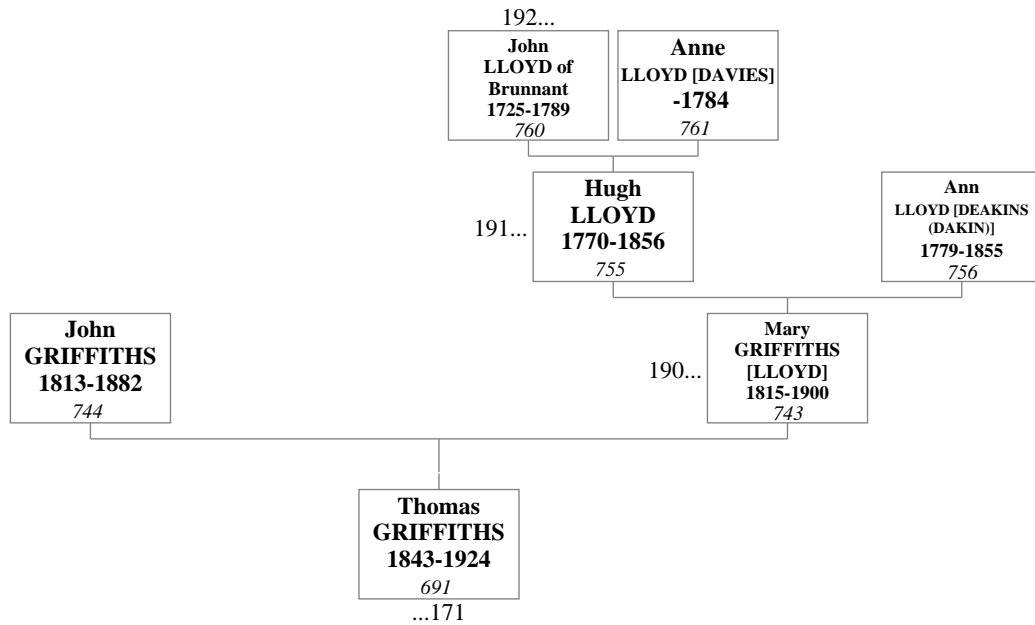 192...
John
LLOYD of
Brunnant
1725-1789
760
Anne
LLOYD [DAVIES]
-1784
761
191...
Hugh
LLOYD
1770-1856
755
Ann
LLOYD [DEAKINS
(DAKIN)]
1779-1855
756
John
GRIFFITHS
1813-1882
744
190...
Mary
GRIFFITHS
[LLOYD]
1815-1900
743
Thomas
GRIFFITHS
1843-1924
691
...171